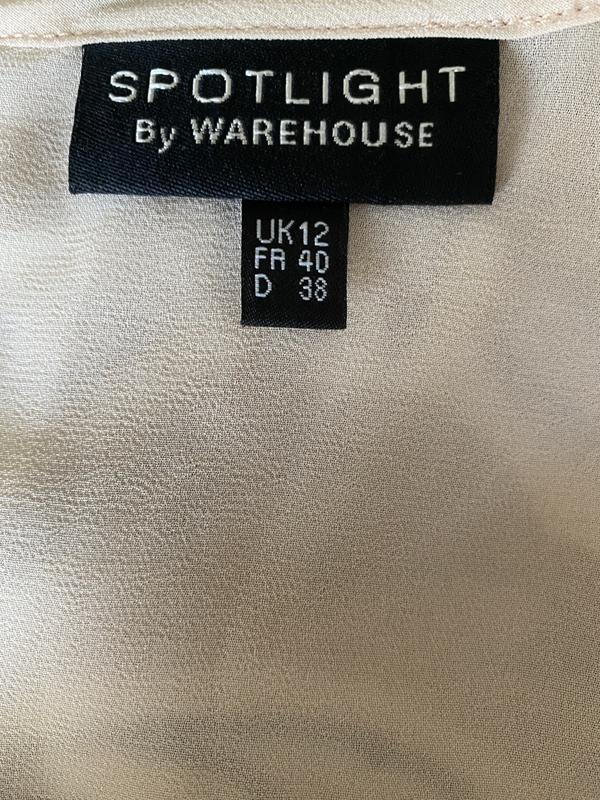 SPOTLIGHT
By WAREHOUSE
UK12
FR 40
D 38